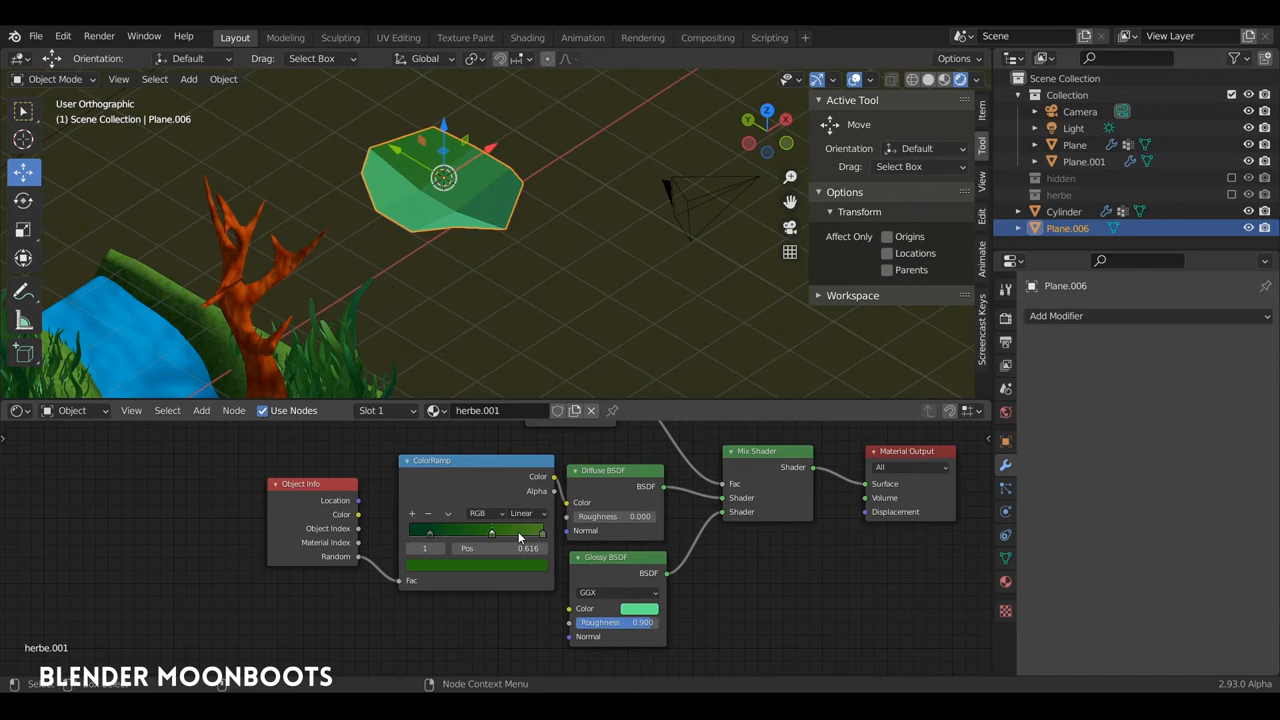 File Edit Render Window Help Layout Modeling Sculpting UV Editing Texture Paint Shading Animation Rendering Compositing Scripting + Scene View Layer
Orientation: Default Drag: Select Box Global Options
Object Mode View Select Add Object
User Orthographic
(1) Scene Collection | Plane.006
Active Tool
Move
Orientation: Default
Drag: Select Box
Options
Transform
Affect Only Origins
Locations
Parents
Workspace
Item
Tool
View
Edit
Animate
Screencast Keys
Z
Y
X
Scene Collection
Collection
Camera
Light
Plane
Plane.001
hidden
herbe
Cylinder
Plane.006
Plane.006
Add Modifier
Object View Select Add Node Use Nodes Slot 1 herbe.001
Object Info
Location
Color
Object Index
Material Index
Random
ColorRamp
Color
Alpha
+ − RGB Linear
1 Pos 0.616
Fac
Diffuse BSDF
BSDF
Color
Roughness 0.000
Normal
Glossy BSDF
BSDF
GGX
Color
Roughness 0.900
Normal
Mix Shader
Shader
Fac
Shader
Shader
Material Output
All
Surface
Volume
Displacement
herbe.001
BLENDER MOONBOOTS
Node Context Menu
2.93.0 Alpha